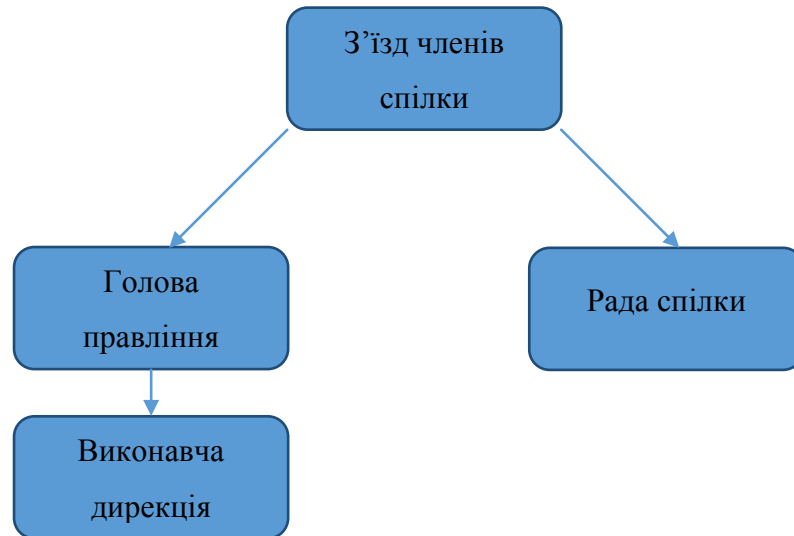 З’їзд членів
спілки
Голова
правління
Рада спілки
Виконавча
дирекція